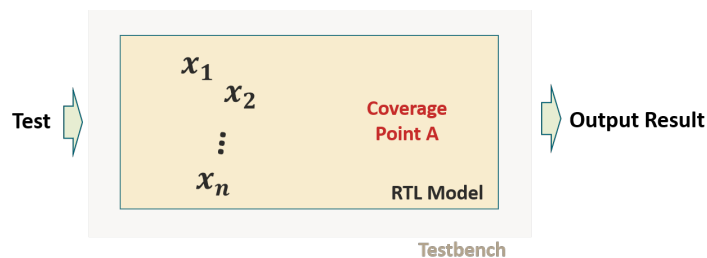 Test
x₁
x₂
⋮
xₙ
Coverage
Point A
RTL Model
Output Result
Testbench